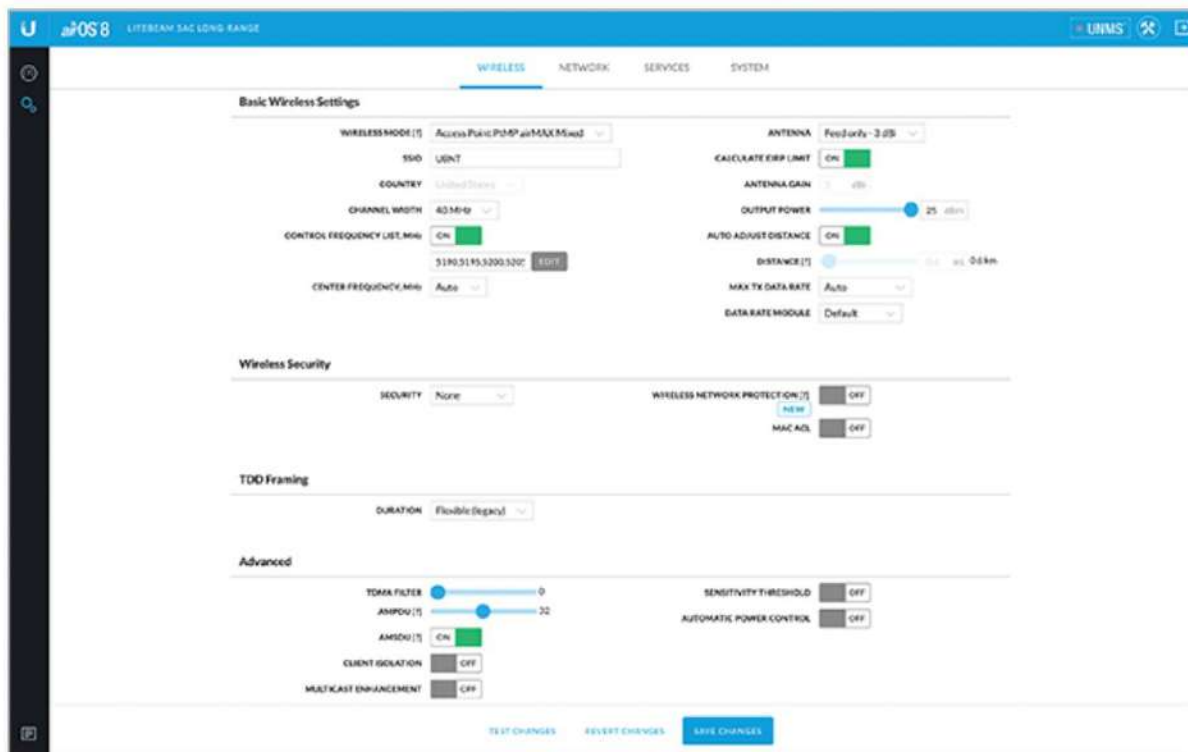 U airOS 8 LITEBEAM 5AC LONG-RANGE UNMS
WIRELESS NETWORK SERVICES SYSTEM
Basic Wireless Settings
WIRELESS MODE [?] Access Point PtMP airMAX Mixed ANTENNA Feed only - 3 dBi
SSID UBNT CALCULATE EIRP LIMIT ON
COUNTRY United States ANTENNA GAIN 3 dBi
CHANNEL WIDTH 40 MHz OUTPUT POWER 25 dBm
CONTROL FREQUENCY LIST, MHz ON AUTO ADJUST DISTANCE ON
5190,5195,5200,5205 EDIT DISTANCE [?] 0.6 km
CENTER FREQUENCY, MHz Auto MAX TX DATA RATE Auto
DATA RATE MODULE Default
Wireless Security
SECURITY None WIRELESS NETWORK PROTECTION [?] OFF
NEW
MAC ACL OFF
TDD Framing
DURATION Flexible (legacy)
Advanced
TDMA FILTER 0 SENSITIVITY THRESHOLD OFF
AMPDU [?] 32 AUTOMATIC POWER CONTROL OFF
AMSDU [?] ON
CLIENT ISOLATION OFF
MULTICAST ENHANCEMENT OFF
TEST CHANGES REVERT CHANGES SAVE CHANGES